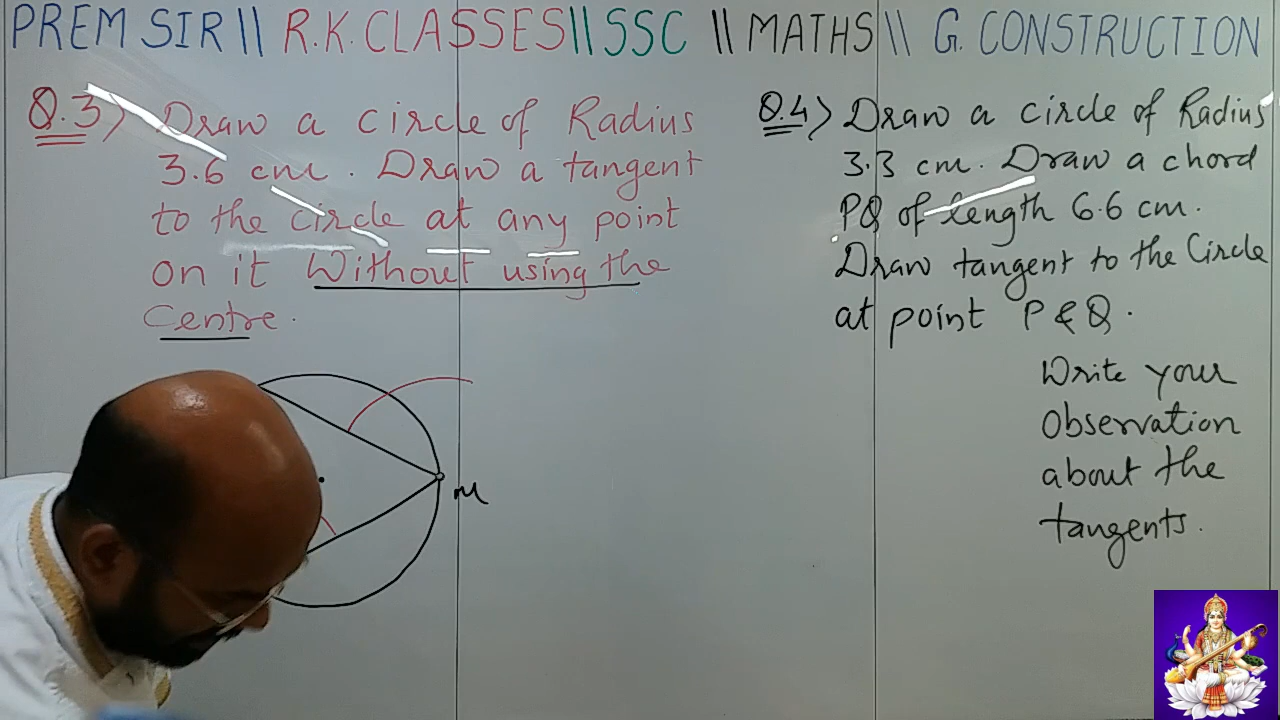 PREM SIR || R.K. CLASSES || SSC || MATHS \\ G. CONSTRUCTION
Q.3) Draw a circle of Radius
3.6 cm. Draw a tangent
to the circle at any point
on it Without using the
Centre.
M
Q.4) Draw a circle of Radius
3.3 cm. Draw a chord
PQ of length 6.6 cm.
Draw tangent to the Circle
at point P & Q.
Write your
Observation
about the
tangents.